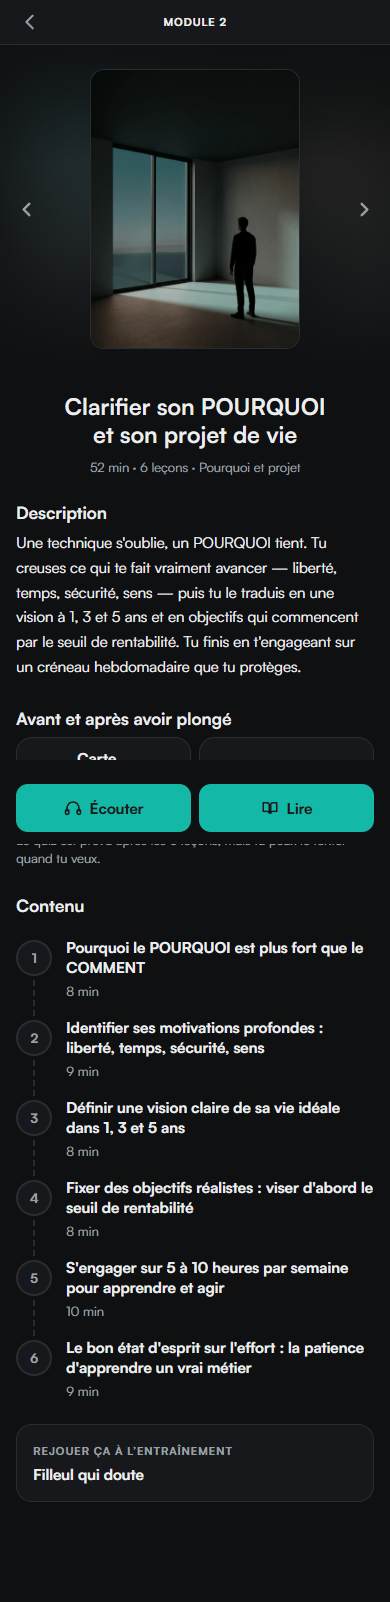 MODULE 2
Clarifier son POURQUOI
et son projet de vie
52 min · 6 leçons · Pourquoi et projet
Description
Une technique s'oublie, un POURQUOI tient. Tu
creuses ce qui te fait vraiment avancer — liberté,
temps, sécurité, sens — puis tu le traduis en une
vision à 1, 3 et 5 ans et en objectifs qui commencent
par le seuil de rentabilité. Tu finis en t'engageant sur
un créneau hebdomadaire que tu protèges.
Avant et après avoir plongé
Carte
Écouter
Lire
quand tu veux.
Contenu
1
Pourquoi le POURQUOI est plus fort que le
COMMENT
8 min
2
Identifier ses motivations profondes :
liberté, temps, sécurité, sens
9 min
3
Définir une vision claire de sa vie idéale
dans 1, 3 et 5 ans
8 min
4
Fixer des objectifs réalistes : viser d'abord le
seuil de rentabilité
8 min
5
S'engager sur 5 à 10 heures par semaine
pour apprendre et agir
10 min
6
Le bon état d'esprit sur l'effort : la patience
d'apprendre un vrai métier
9 min
REJOUER ÇA À L'ENTRAÎNEMENT
Filleul qui doute